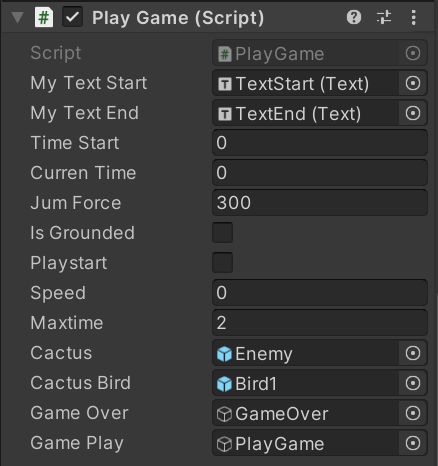 Play Game (Script)
Script PlayGame
My Text Start TextStart (Text)
My Text End TextEnd (Text)
Time Start 0
Curren Time 0
Jum Force 300
Is Grounded
Playstart
Speed 0
Maxtime 2
Cactus Enemy
Cactus Bird Bird1
Game Over GameOver
Game Play PlayGame